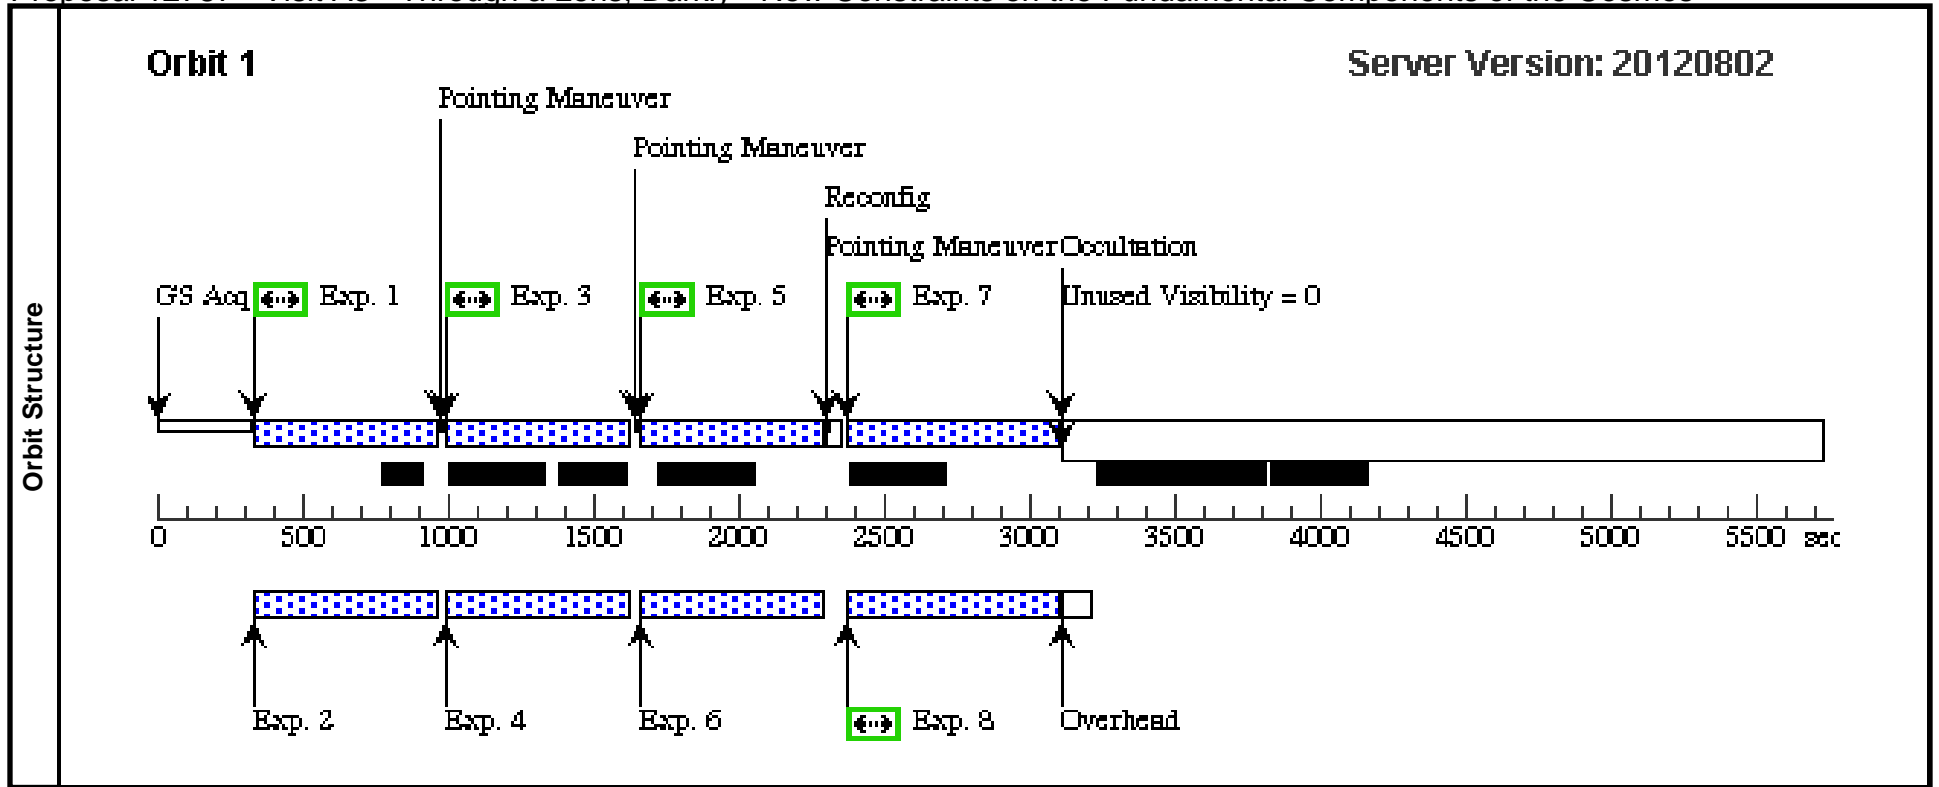 Orbit 1
Server Version: 20120802
Pointing Maneuver
Pointing Maneuver
Reconfig
Pointing Maneuver Occultation
GS Acq Exp. 1 Exp. 3 Exp. 5 Exp. 7 Unused Visibility = 0
Orbit Structure
0 500 1000 1500 2000 2500 3000 3500 4000 4500 5000 5500 sec
Exp. 2 Exp. 4 Exp. 6 Exp. 8 Overhead